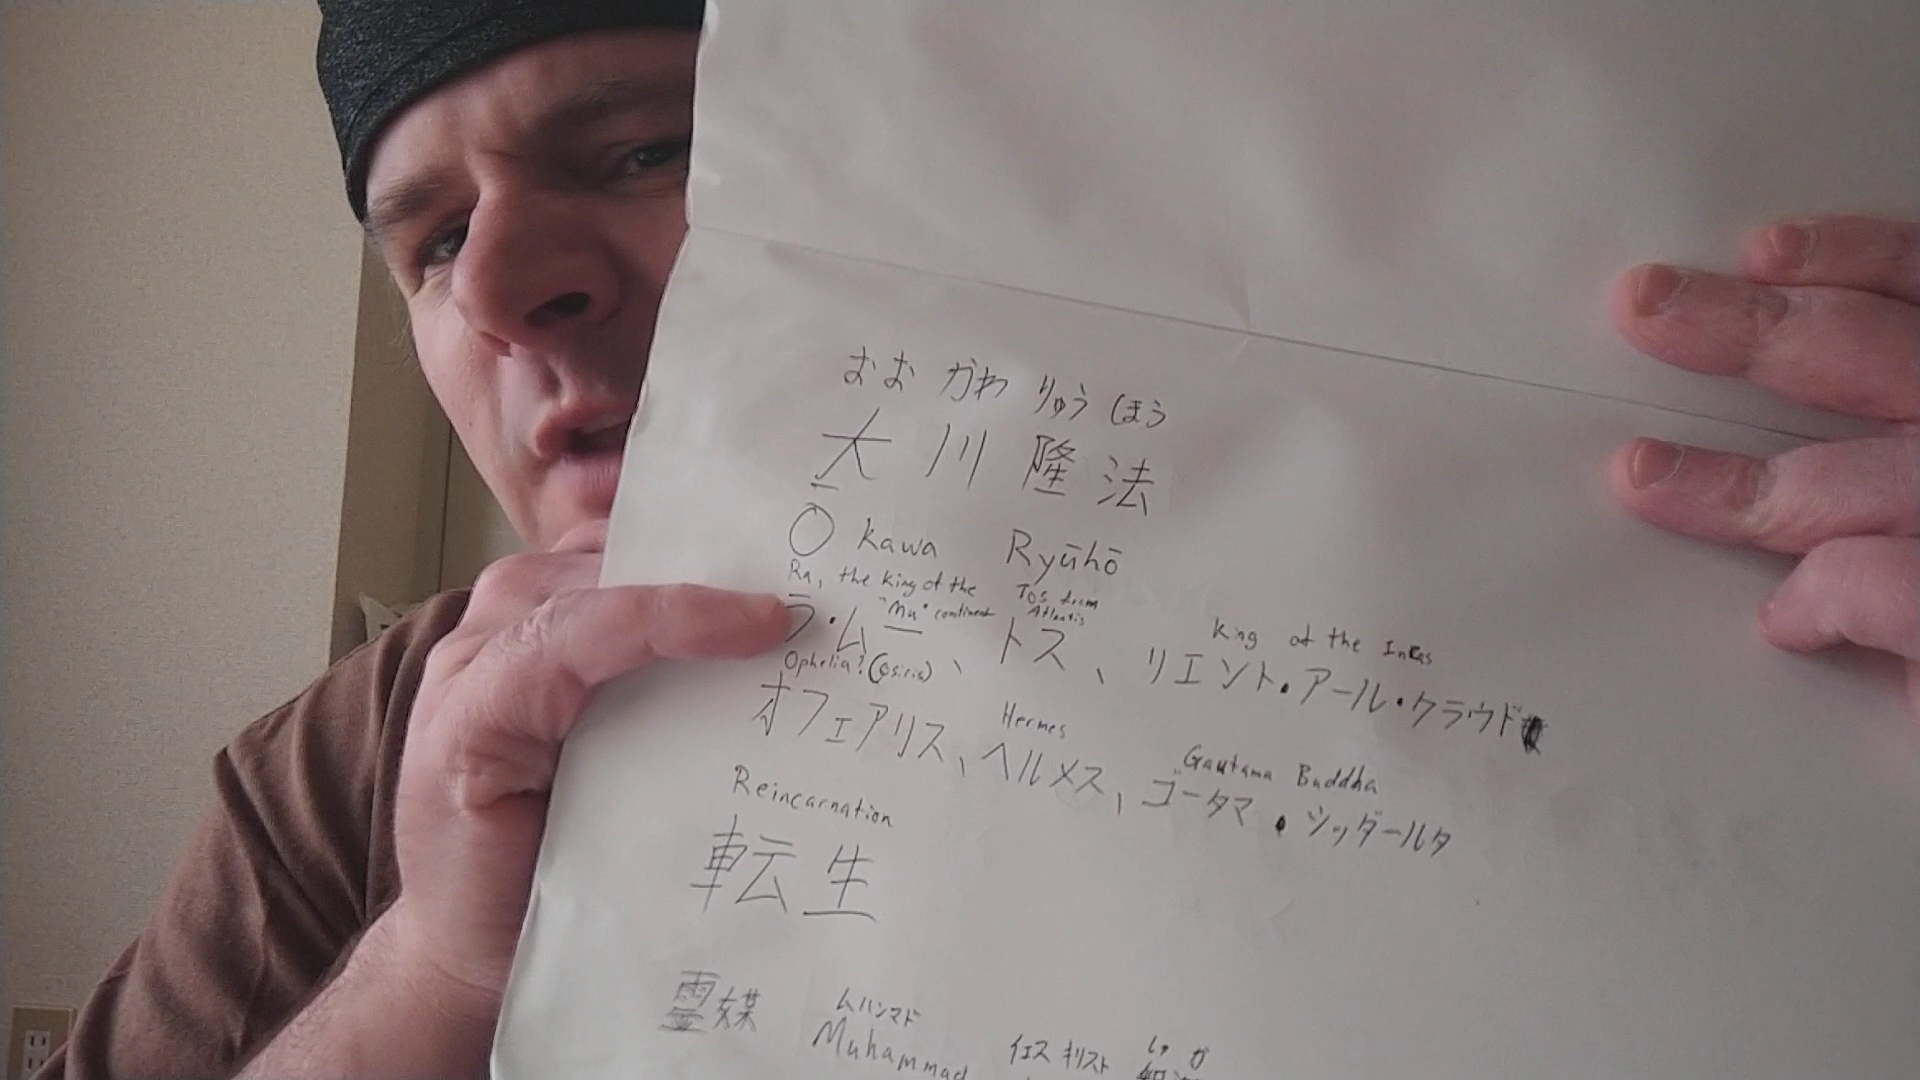 おお がわ りゅう ほう
大 川 隆 法
O kawa Ryūhō
Ra, the king of the "Mu" continent Tos from Atlantis King of the Incas
ラ・ム、トス、リエント・アール・クラウド
Ophelia? (Osiris) Hermes Gautama Buddha
オフェアリス、ヘルメス、ゴータマ・シッダールタ
Reincarnation
転生
霊媒 ムハンマド
Muhammad イエス キリスト しゃ か